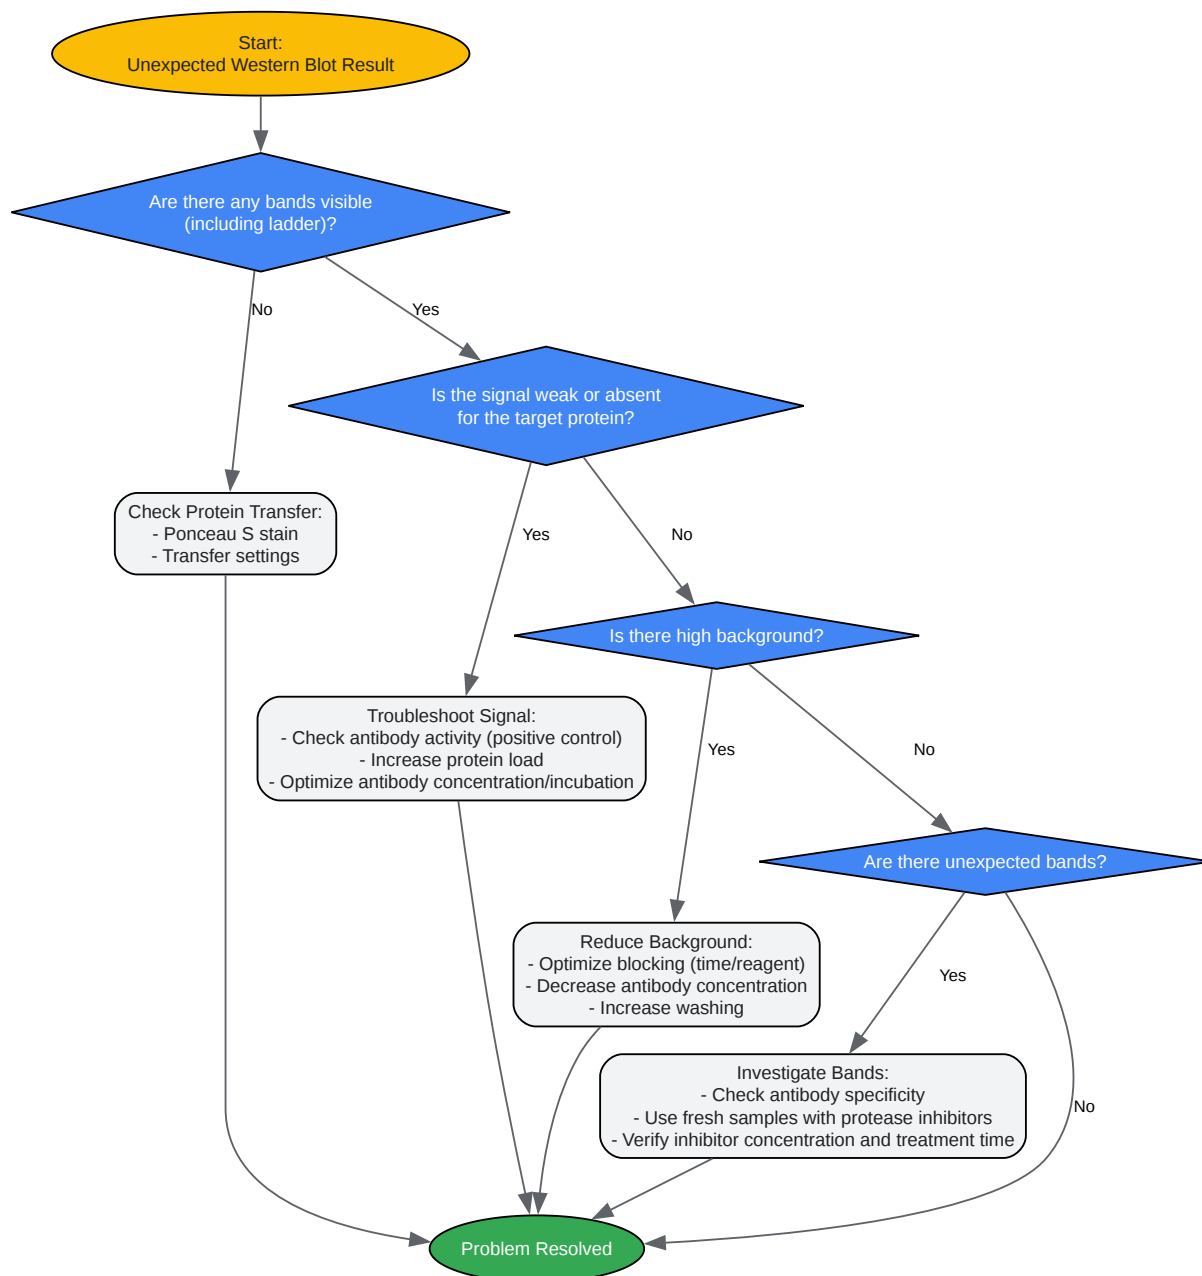 Start:
Unexpected Western Blot Result
Are there any bands visible
(including ladder)?
No
Yes
Is the signal weak or absent
for the target protein?
Check Protein Transfer:
- Ponceau S stain
- Transfer settings
Yes
No
Is there high background?
Troubleshoot Signal:
- Check antibody activity (positive control)
- Increase protein load
- Optimize antibody concentration/incubation
Yes
No
Are there unexpected bands?
Reduce Background:
- Optimize blocking (time/reagent)
- Decrease antibody concentration
- Increase washing
Yes
No
Investigate Bands:
- Check antibody specificity
- Use fresh samples with protease inhibitors
- Verify inhibitor concentration and treatment time
Problem Resolved